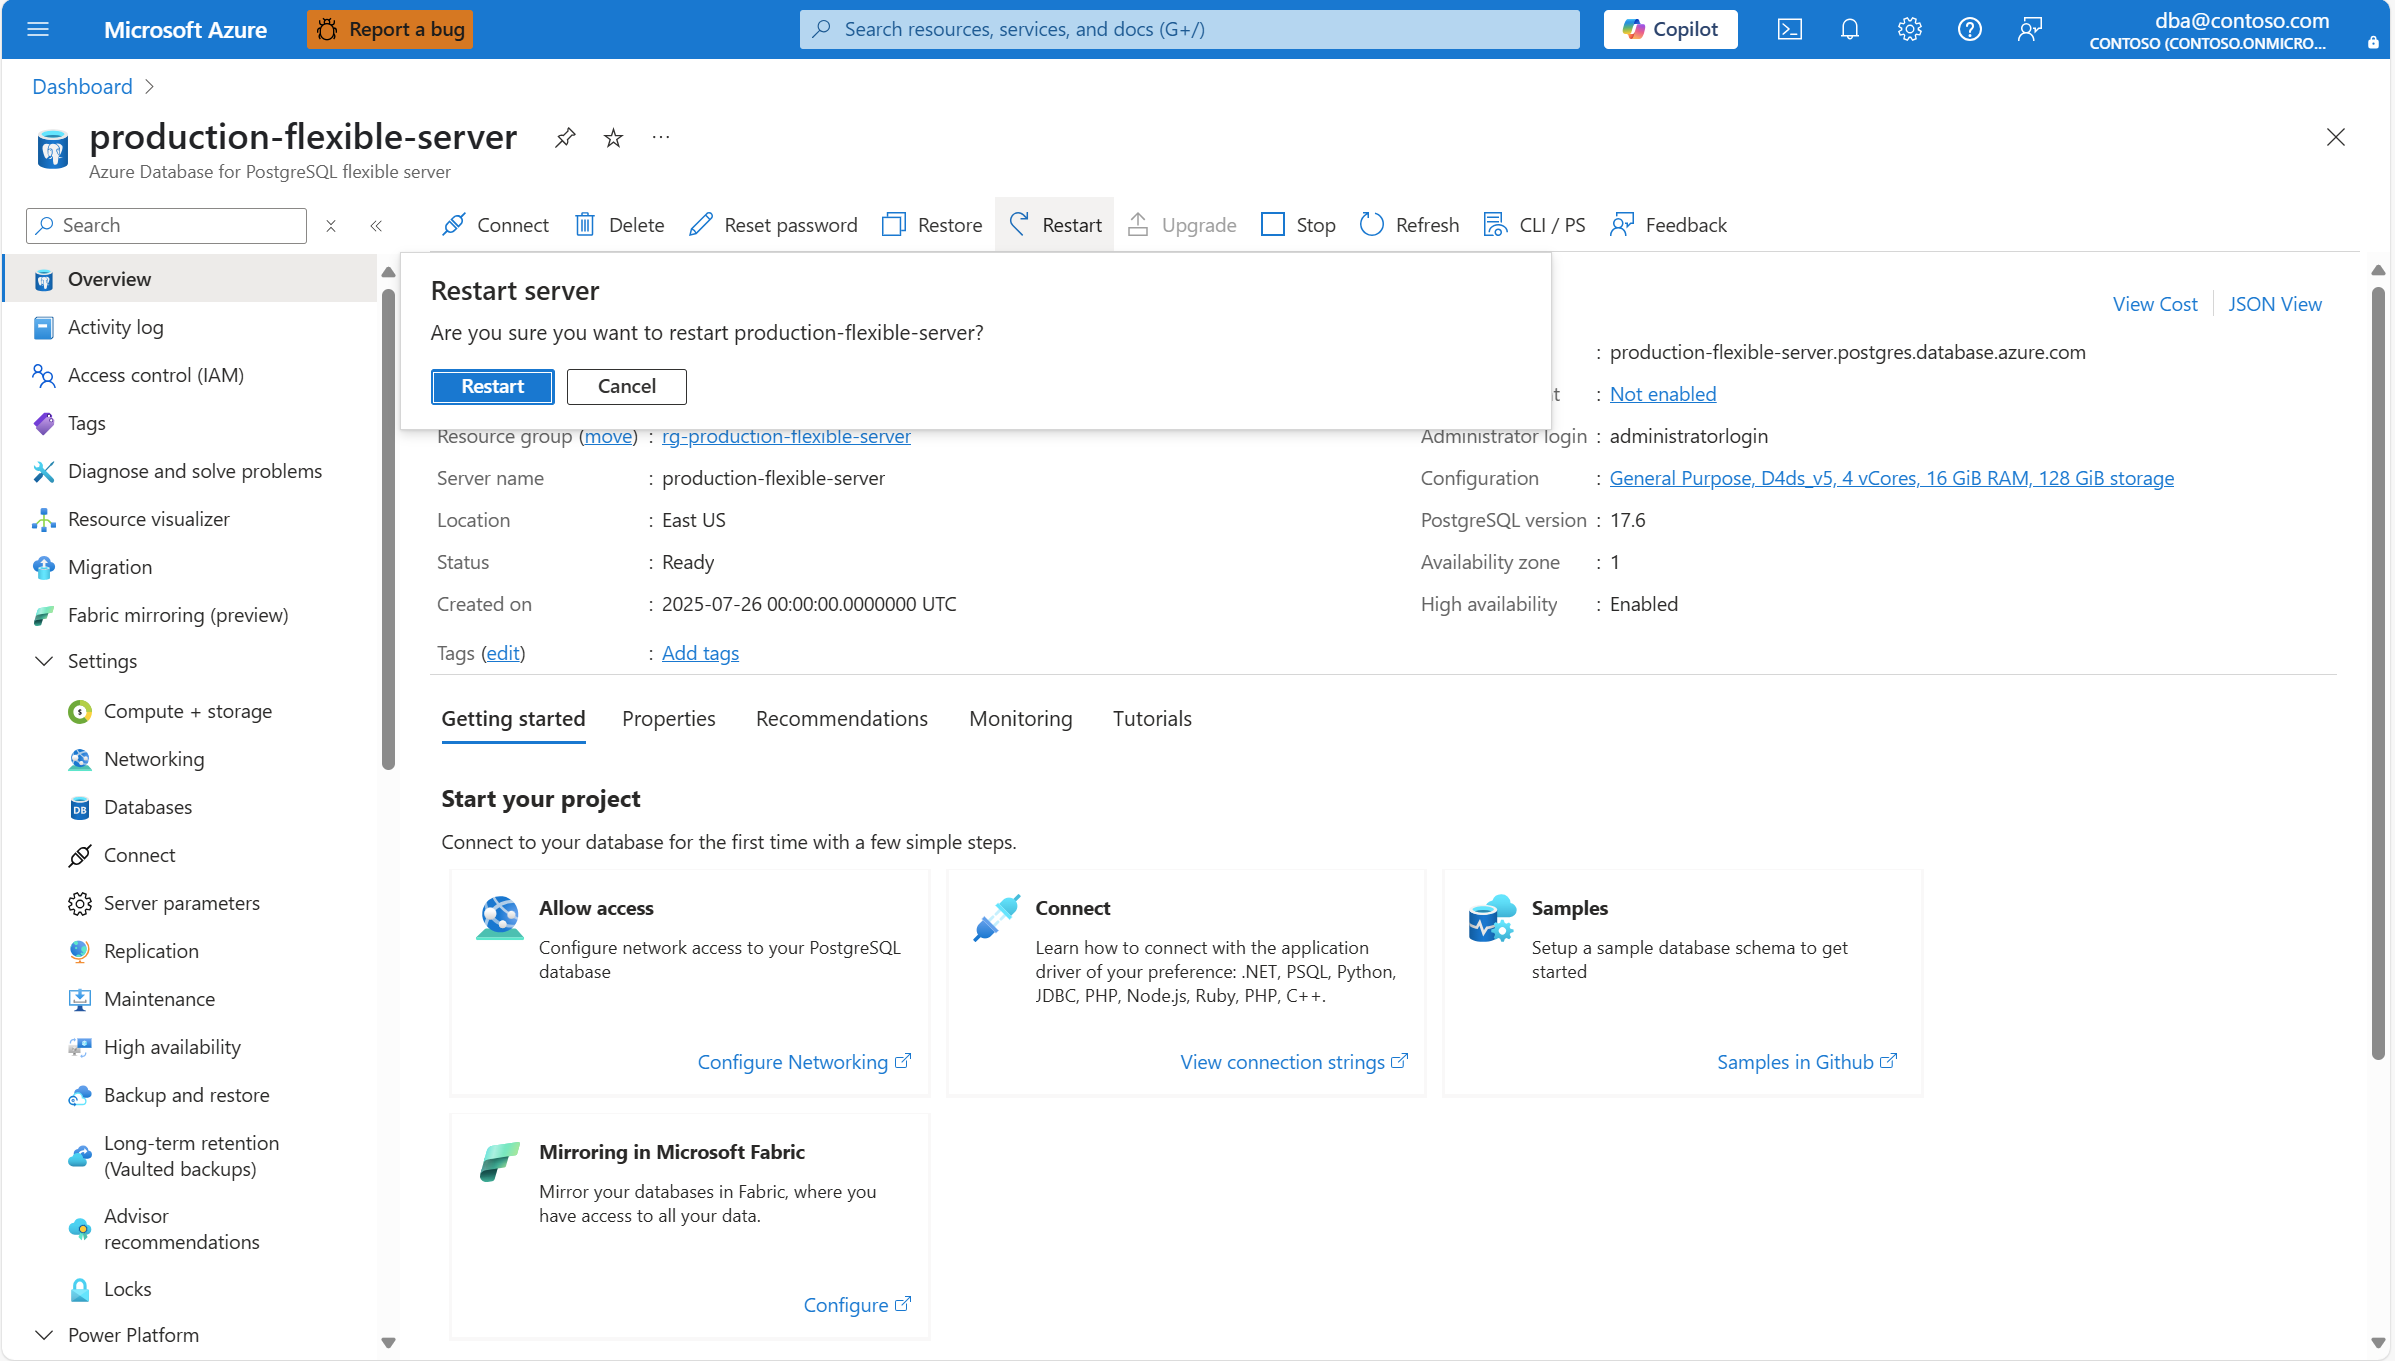 Microsoft Azure
Report a bug
Search resources, services, and docs (G+/)
Copilot
dba@contoso.com
CONTOSO (CONTOSO.ONMICRO...
Dashboard
production-flexible-server
Azure Database for PostgreSQL flexible server
Search
Connect
Delete
Reset password
Restore
Restart
Upgrade
Stop
Refresh
CLI / PS
Feedback
Overview
Activity log
Access control (IAM)
Tags
Diagnose and solve problems
Resource visualizer
Migration
Fabric mirroring (preview)
Settings
Compute + storage
Networking
Databases
Connect
Server parameters
Replication
Maintenance
High availability
Backup and restore
Long-term retention
(Vaulted backups)
Advisor
recommendations
Locks
Power Platform
Restart server
Are you sure you want to restart production-flexible-server?
Restart
Cancel
View Cost
JSON View
: production-flexible-server.postgres.database.azure.com
: Not enabled
Resource group (move) : rg-production-flexible-server
Administrator login : administratorlogin
Server name : production-flexible-server
Configuration : General Purpose, D4ds_v5, 4 vCores, 16 GiB RAM, 128 GiB storage
Location : East US
PostgreSQL version : 17.6
Status : Ready
Availability zone : 1
Created on : 2025-07-26 00:00:00.0000000 UTC
High availability : Enabled
Tags (edit) : Add tags
Getting started
Properties
Recommendations
Monitoring
Tutorials
Start your project
Connect to your database for the first time with a few simple steps.
Allow access
Configure network access to your PostgreSQL
database
Configure Networking
Connect
Learn how to connect with the application
driver of your preference: .NET, PSQL, Python,
JDBC, PHP, Node.js, Ruby, PHP, C++.
View connection strings
Samples
Setup a sample database schema to get
started
Samples in Github
Mirroring in Microsoft Fabric
Mirror your databases in Fabric, where you
have access to all your data.
Configure